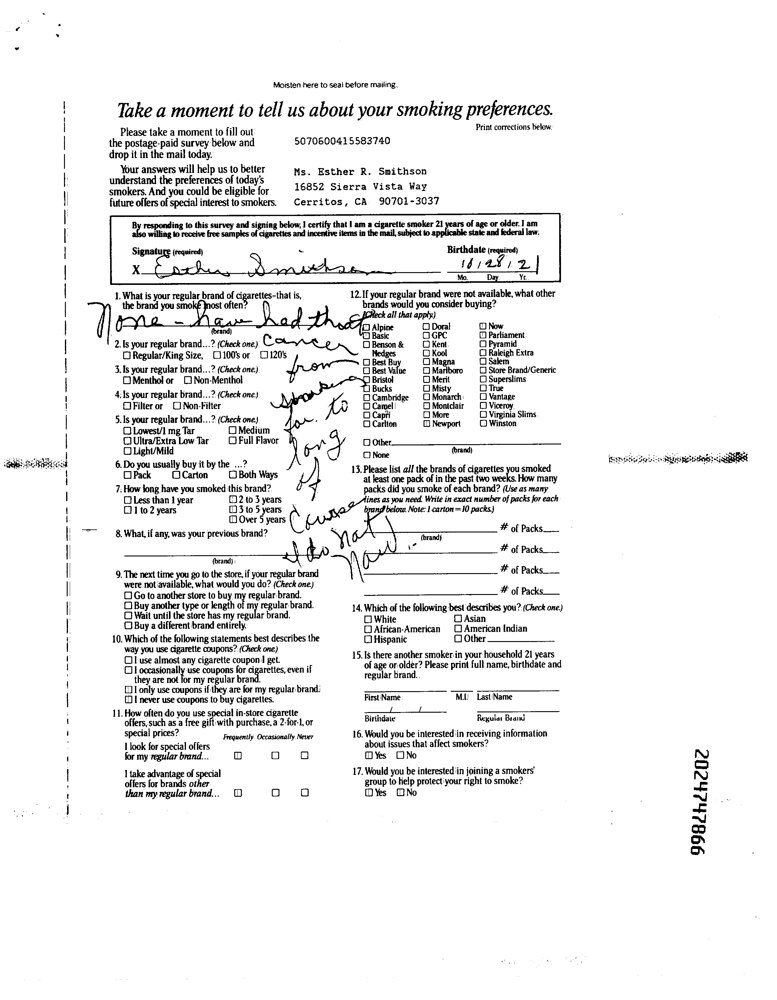 Moisten here to seal before mailing.
Take a moment to tell us about your smoking preferences.
Print corrections below.
Please take a moment to fill out
the postage-paid survey below and
drop it in the mail today.
Your answers will help us to better
understand the preferences of today's
smokers. And you could be eligible for
future offers of special interest to smokers.
5070600415583740
Ms. Esther R. Smithson
16852 Sierra Vista Way
Cerritos, CA 90701-3037
By responding to this survey and signing below, I certify that I am a cigarette smoker 21 years of age or older. I am
also willing to receive free samples of cigarettes and incentive items in the mail, subject to applicable state and federal law.
Signature (required)
X Esther Smithson
Birthdate (required)
10/28/21
Mo. Day Yr.
1. What is your regular brand of cigarettes–that is,
the brand you smoke most often?
None - have had throat
(brand)
cancer
from
smoking
for to
long
of
course
I do not
now
2. Is your regular brand...? (Check one.)
Regular/King Size, 100's or 120's
3. Is your regular brand...? (Check one.)
Menthol or Non-Menthol
4. Is your regular brand...? (Check one.)
Filter or Non-Filter
5. Is your regular brand...? (Check one.)
Lowest/1 mg Tar Medium
Ultra/Extra Low Tar Full Flavor
Light/Mild
6. Do you usually buy it by the ...?
Pack Carton Both Ways
7. How long have you smoked this brand?
Less than 1 year 2 to 3 years
1 to 2 years 3 to 5 years
Over 5 years
8. What, if any, was your previous brand?
(brand)
9. The next time you go to the store, if your regular brand
were not available, what would you do? (Check one.)
Go to another store to buy my regular brand.
Buy another type or length of my regular brand.
Wait until the store has my regular brand.
Buy a different brand entirely.
10. Which of the following statements best describes the
way you use cigarette coupons? (Check one.)
I use almost any cigarette coupon I get.
I occasionally use coupons for cigarettes, even if
they are not for my regular brand.
I only use coupons if they are for my regular brand.
I never use coupons to buy cigarettes.
11. How often do you use special in-store cigarette
offers, such as a free gift with purchase, a 2-for-1, or
special prices?
Frequently Occasionally Never
I look for special offers
for my regular brand...
I take advantage of special
offers for brands other
than my regular brand...
12. If your regular brand were not available, what other
brands would you consider buying?
(Check all that apply.)
Alpine Doral Now
Basic GPC Parliament
Benson & Kent Pyramid
Hedges Kool Raleigh Extra
Best Buy Magna Salem
Best Value Marlboro Store Brand/Generic
Bristol Merit Superslims
Bucks Misty True
Cambridge Monarch Vantage
Camel Montclair Viceroy
Capri More Virginia Slims
Carlton Newport Winston
Other
(brand)
None
13. Please list all the brands of cigarettes you smoked
at least one pack of in the past two weeks. How many
packs did you smoke of each brand? (Use as many
lines as you need. Write in exact number of packs for each
brand below. Note: 1 carton = 10 packs.)
# of Packs
(brand)
# of Packs
# of Packs
# of Packs
14. Which of the following best describes you? (Check one.)
White Asian
African-American American Indian
Hispanic Other
15. Is there another smoker in your household 21 years
of age or older? Please print full name, birthdate and
regular brand.
First Name M.I. Last Name
/ /
Birthdate Regular Brand
16. Would you be interested in receiving information
about issues that affect smokers?
Yes No
17. Would you be interested in joining a smokers'
group to help protect your right to smoke?
Yes No
2024747866